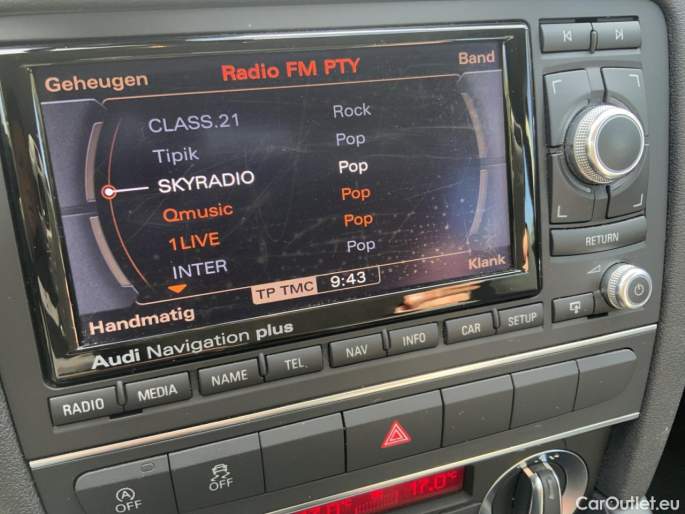 Geheugen Radio FM PTY Band
CLASS.21 Rock
Tipik Pop
SKYRADIO Pop
Qmusic Pop
1LIVE Pop
INTER Pop
Klank
TP TMC 9:43
Handmatig
Audi Navigation plus
RETURN
RADIO MEDIA NAME TEL. NAV INFO CAR SETUP
A OFF
OFF
17.0°
CarOutlet.eu